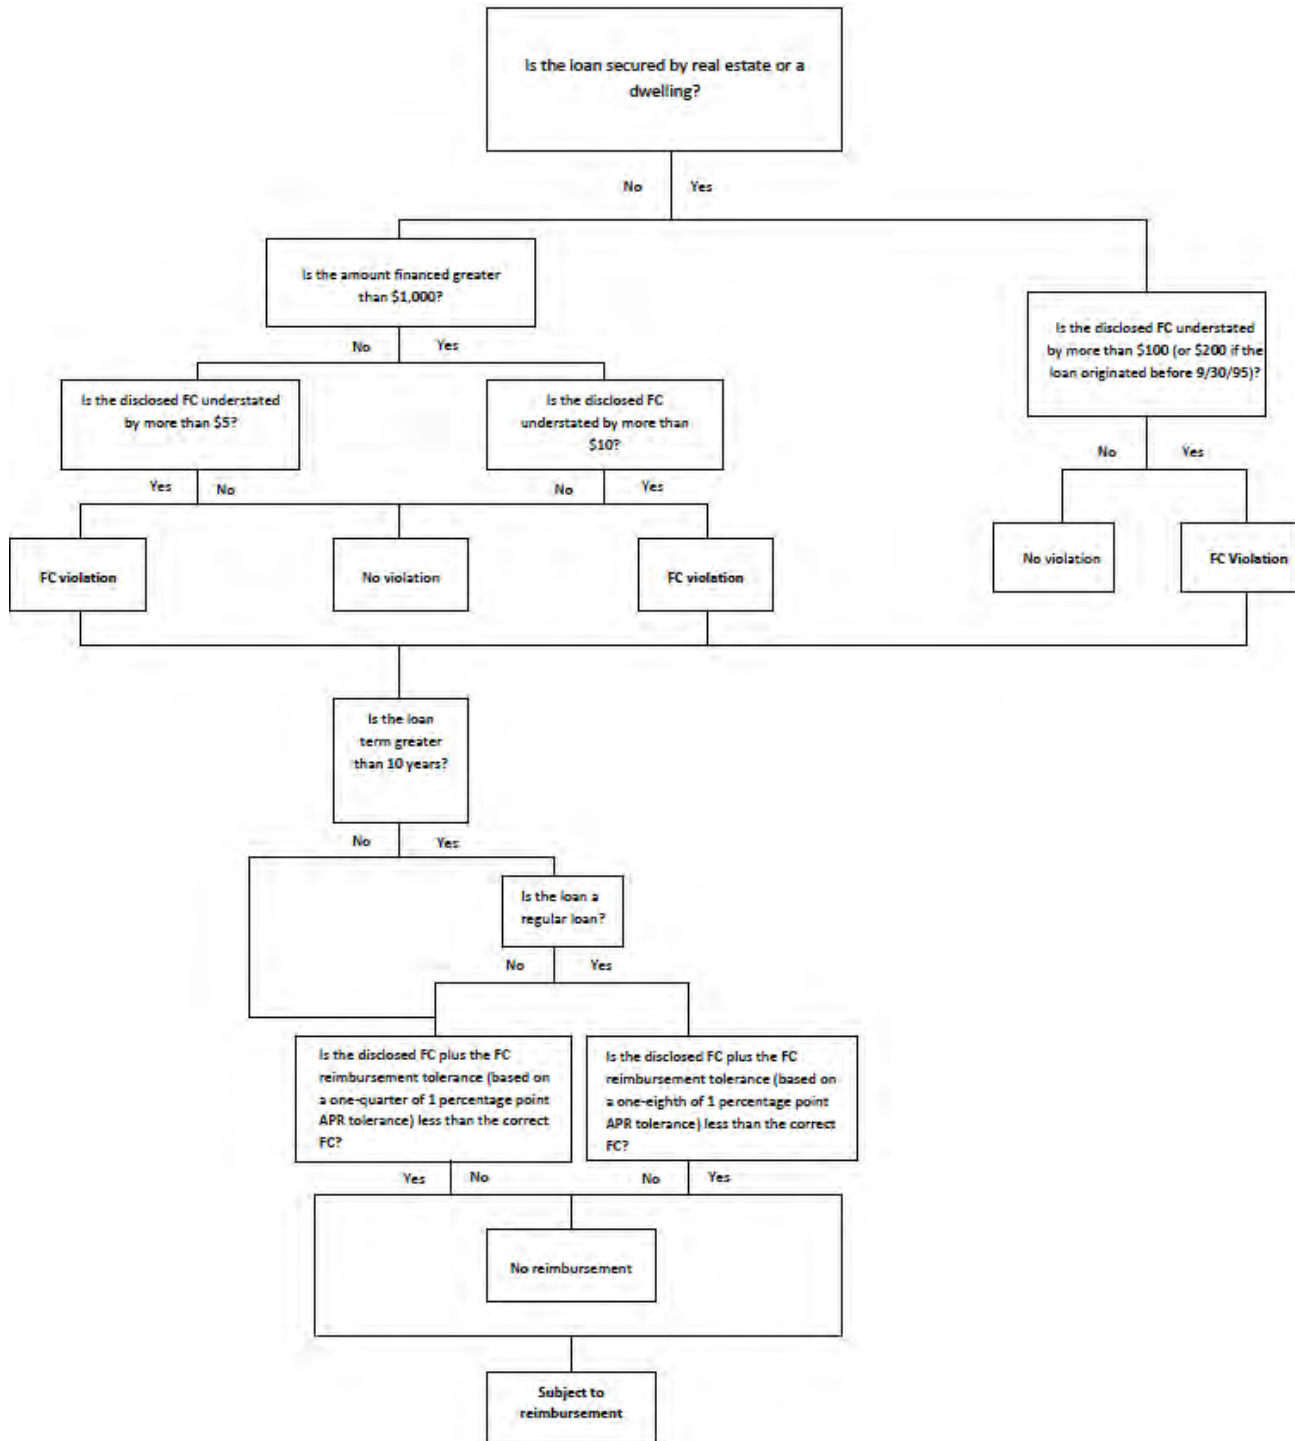 Is the loan secured by real estate or a
dwelling?
No
Yes
Is the amount financed greater
than $1,000?
Is the disclosed FC understated
by more than $100 (or $200 if the
loan originated before 9/30/95)?
No
Yes
Is the disclosed FC understated
by more than $5?
Is the disclosed FC
understated by more than
$10?
No
Yes
Yes
No
No
Yes
FC violation
No violation
FC violation
No violation
FC Violation
Is the loan
term greater
than 10 years?
No
Yes
Is the loan a
regular loan?
No
Yes
Is the disclosed FC plus the FC
reimbursement tolerance (based on
a one-quarter of 1 percentage point
APR tolerance) less than the correct
FC?
Is the disclosed FC plus the FC
reimbursement tolerance (based on
a one-eighth of 1 percentage point
APR tolerance) less than the correct
FC?
Yes
No
No
Yes
No reimbursement
Subject to
reimbursement